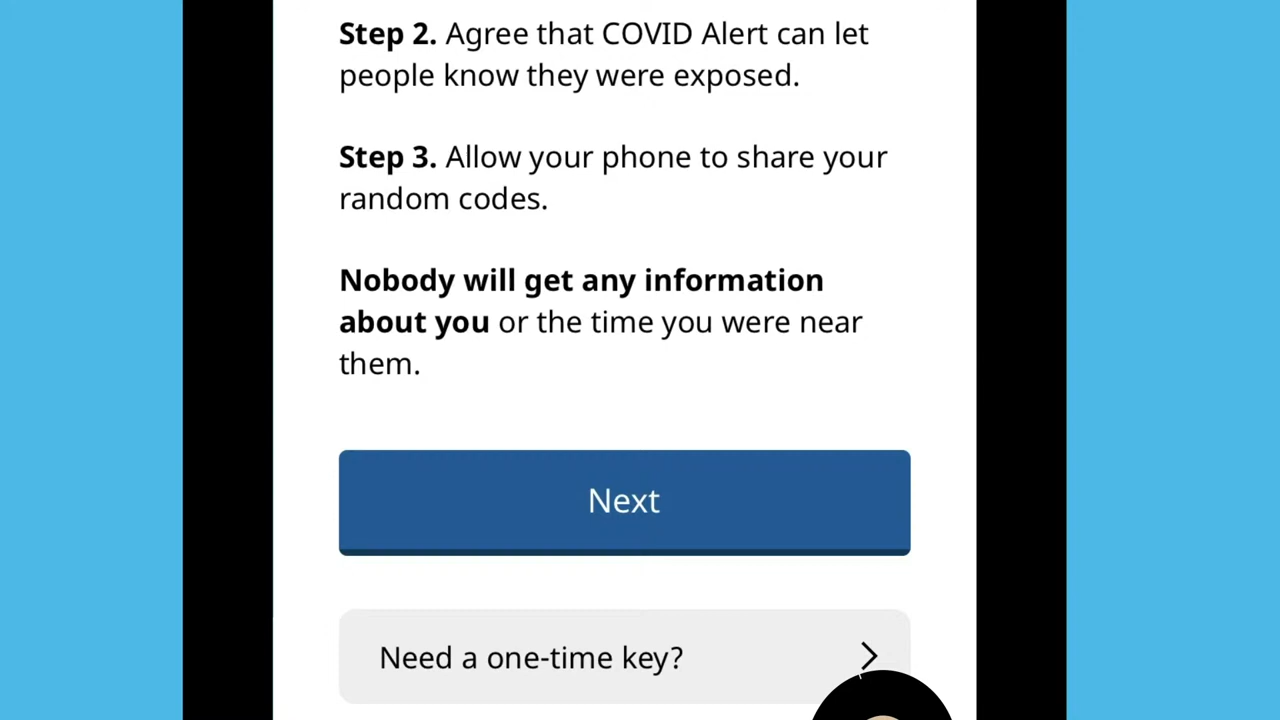 Step 2. Agree that COVID Alert can let
people know they were exposed.
Step 3. Allow your phone to share your
random codes.
Nobody will get any information
about you or the time you were near
them.
Next
Need a one-time key?